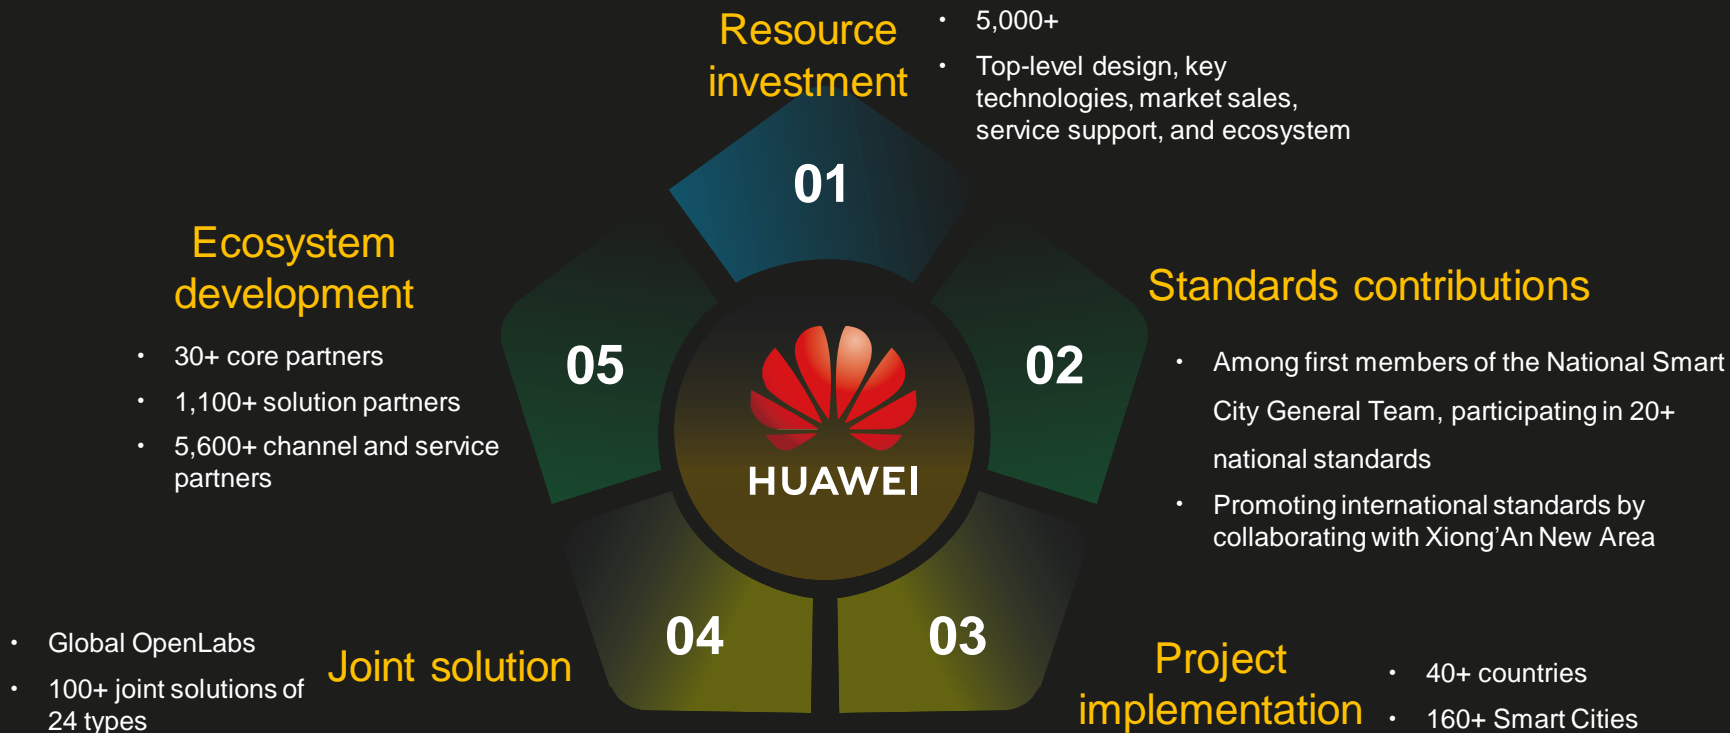 Resource
investment
• 5,000+
• Top-level design, key
technologies, market sales,
service support, and ecosystem
01
Ecosystem
development
• 30+ core partners
• 1,100+ solution partners
• 5,600+ channel and service
partners
05
HUAWEI
02
Standards contributions
• Among first members of the National Smart
City General Team, participating in 20+
national standards
• Promoting international standards by
collaborating with Xiong’An New Area
• Global OpenLabs
• 100+ joint solutions of
24 types
Joint solution
04
03
Project
implementation
• 40+ countries
• 160+ Smart Cities